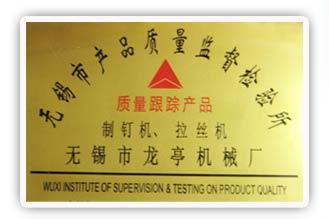 无锡市产品质量监督检验所
质量跟踪产品
制钉机、拉丝机
无锡市龙亭机械厂
WUXI INSTITUTE OF SUPERVISION & TESTING ON PRODUCT QUALITY